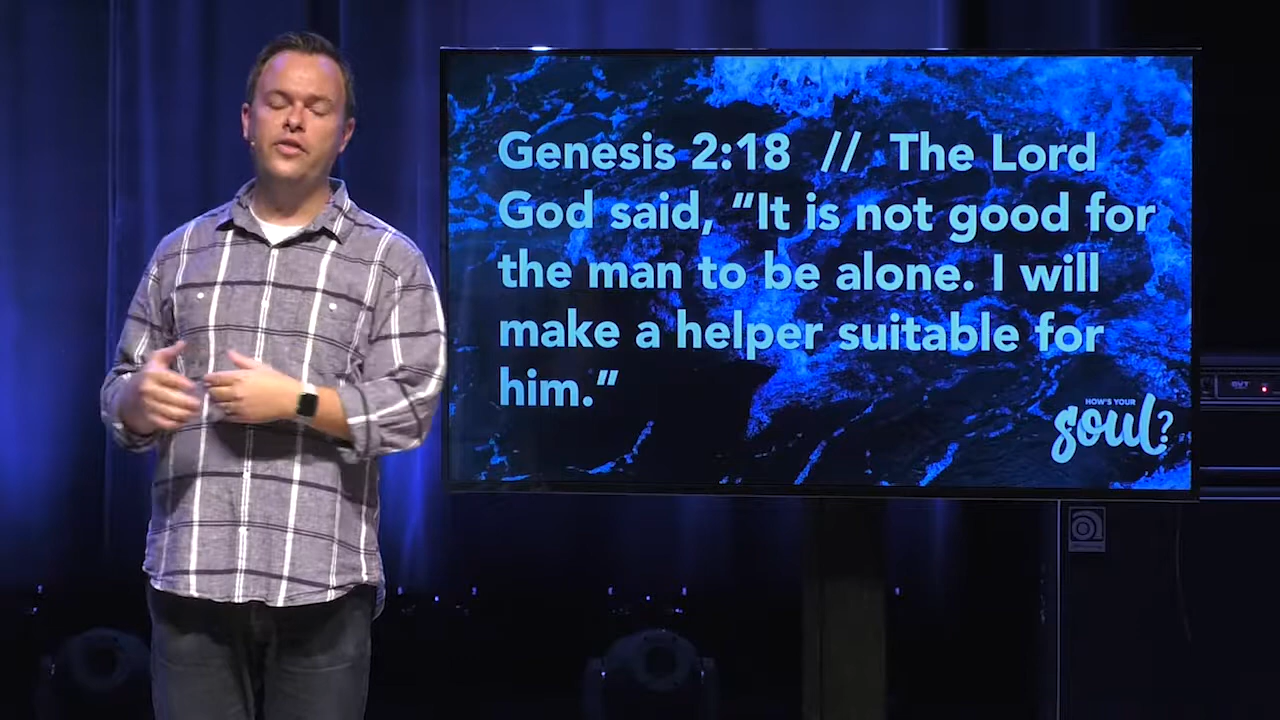 Genesis 2:18 // The Lord
God said, “It is not good for
the man to be alone. I will
make a helper suitable for
him.”
HOW'S YOUR
soul?
SVT